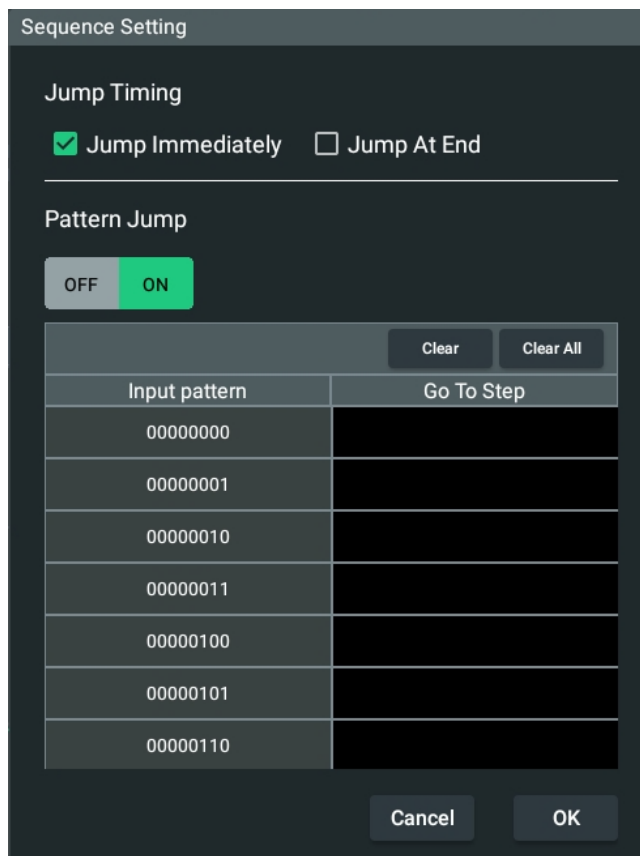 Sequence Setting
Jump Timing
Jump Immediately Jump At End
Pattern Jump
OFF ON
Clear Clear All
Input pattern Go To Step
00000000
00000001
00000010
00000011
00000100
00000101
00000110
Cancel OK